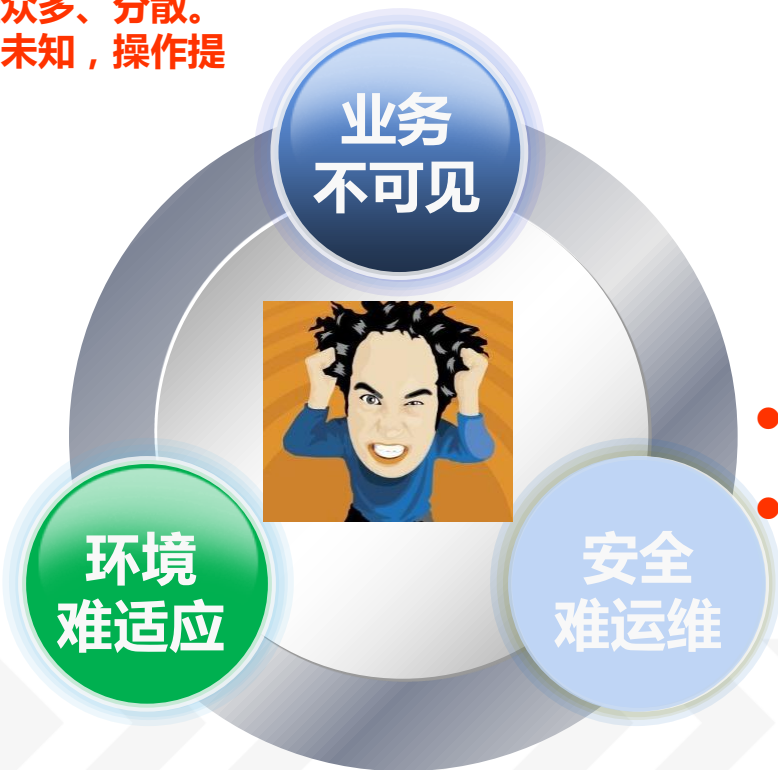 众多、分散。
未知，操作提
业务
不可见
环境
难适应
安全
难运维